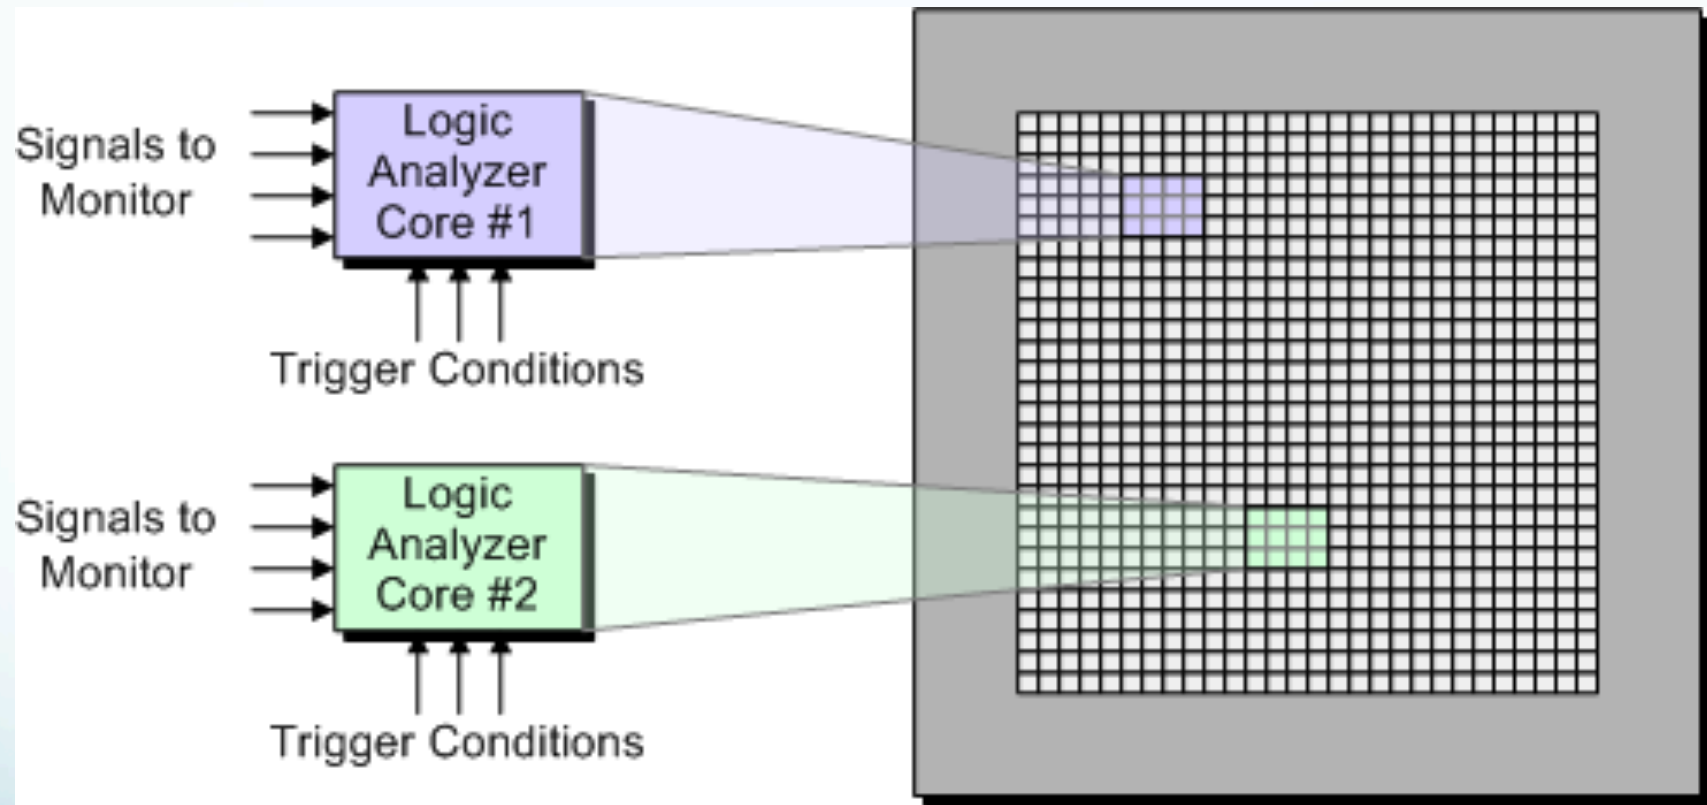 Signals to
Monitor
Logic
Analyzer
Core #1
Trigger Conditions
Signals to
Monitor
Logic
Analyzer
Core #2
Trigger Conditions